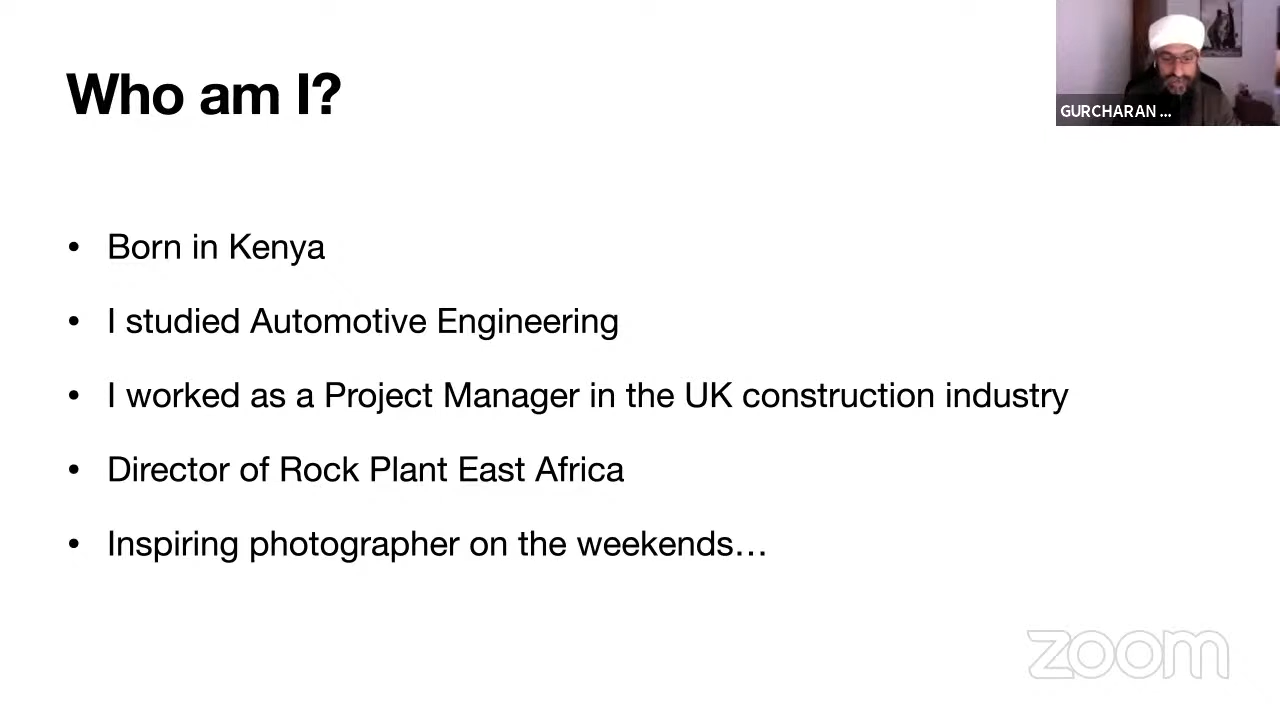 Who am I?
GURCHARAN ...
• Born in Kenya
• I studied Automotive Engineering
• I worked as a Project Manager in the UK construction industry
• Director of Rock Plant East Africa
• Inspiring photographer on the weekends…
zoom